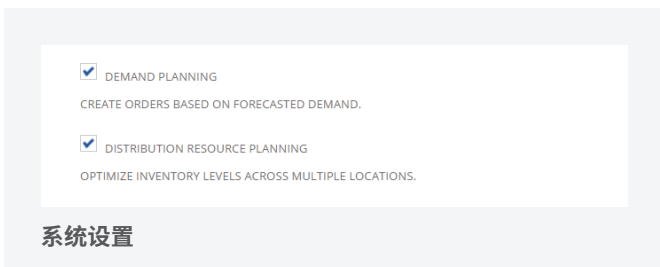 DEMAND PLANNING
CREATE ORDERS BASED ON FORECASTED DEMAND.
DISTRIBUTION RESOURCE PLANNING
OPTIMIZE INVENTORY LEVELS ACROSS MULTIPLE LOCATIONS.
系统设置